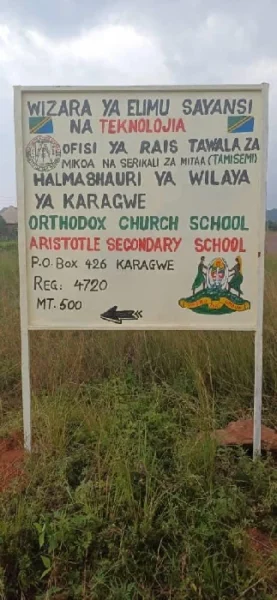 WIZARA YA ELIMU SAYANSI
NA TEKNOLOJIA
OFISI YA RAIS TAWALA ZA
MIKOA NA SERIKALI ZA MITAA (TAMISEMI)
HALMASHAURI YA WILAYA
YA KARAGWE
ORTHODOX CHURCH SCHOOL
ARISTOTLE SECONDARY SCHOOL
P.O. BOX 426 KARAGWE
REG: 4720
MT. 500